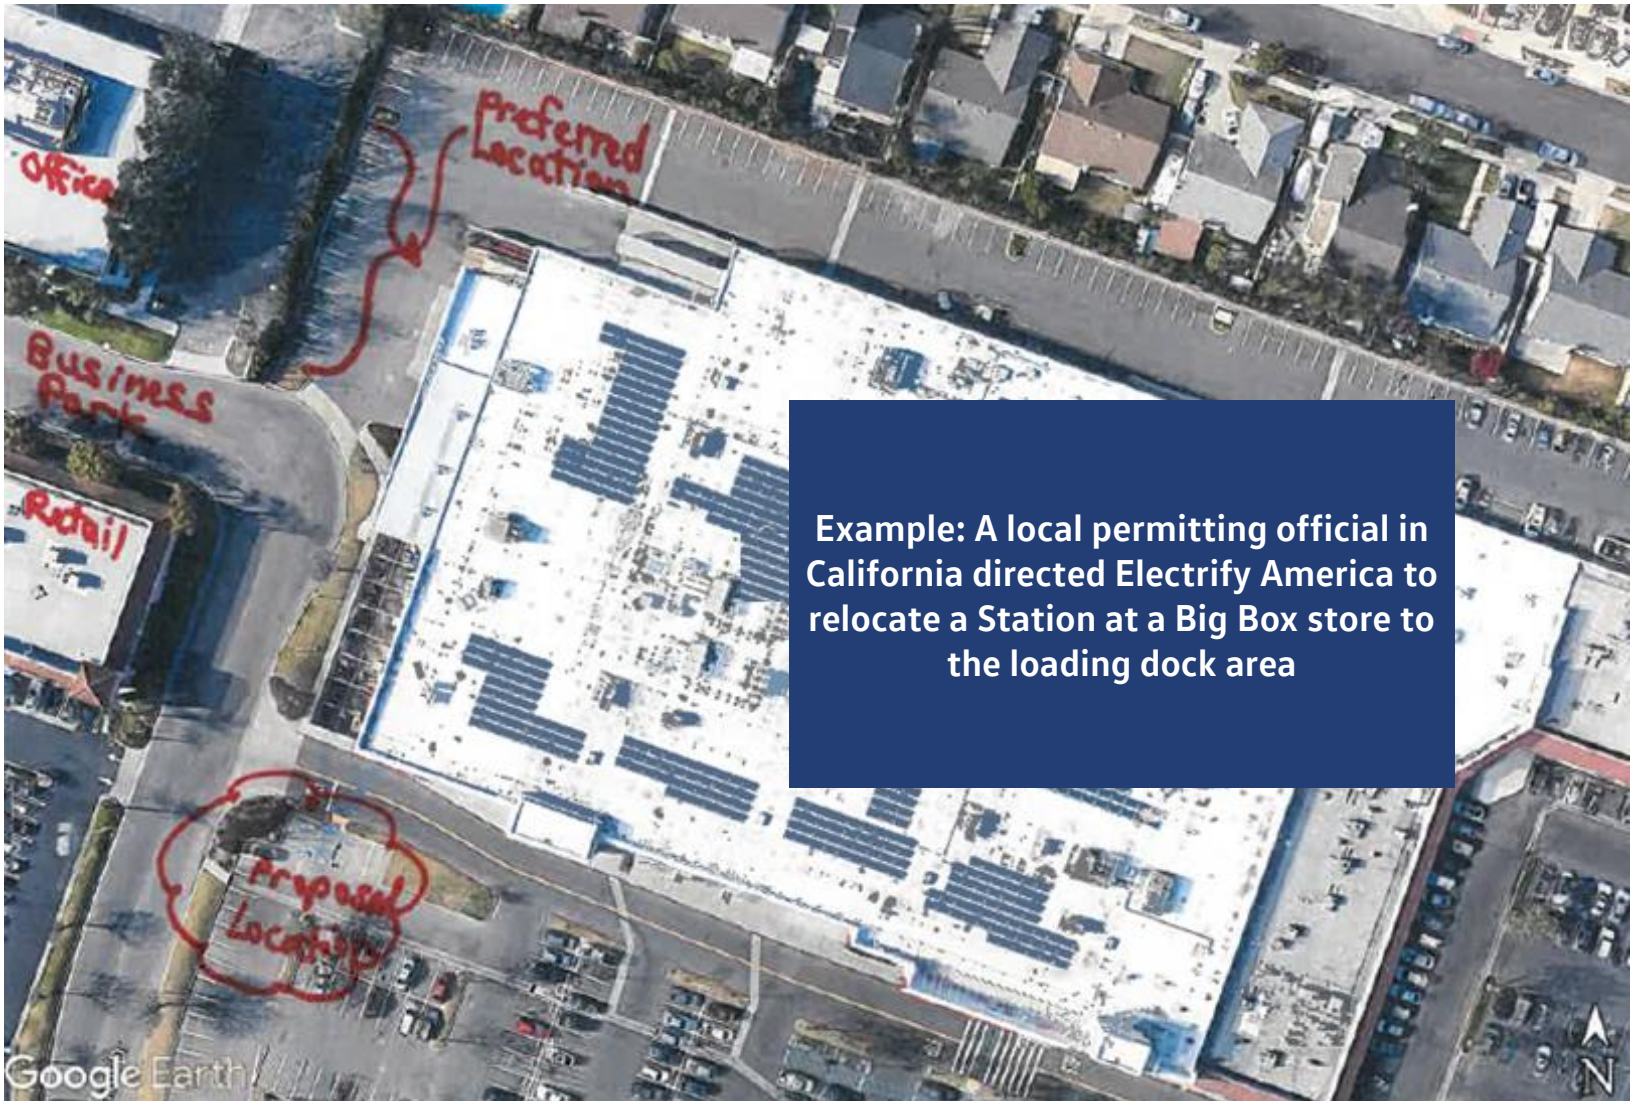 Preferred
Location
Office
Business
Park
Retail
Example: A local permitting official in
California directed Electrify America to
relocate a Station at a Big Box store to
the loading dock area
Proposed
Location
Google Earth
N